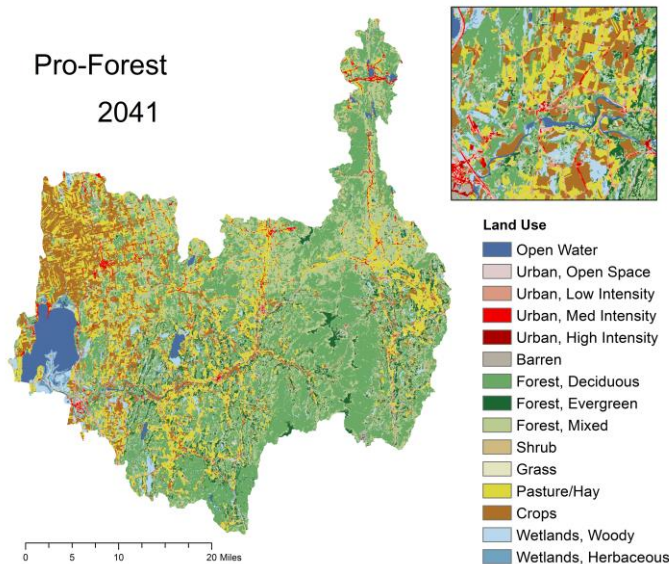 Pro-Forest
2041
Land Use
Open Water
Urban, Open Space
Urban, Low Intensity
Urban, Med Intensity
Urban, High Intensity
Barren
Forest, Deciduous
Forest, Evergreen
Forest, Mixed
Shrub
Grass
Pasture/Hay
Crops
Wetlands, Woody
Wetlands, Herbaceous
0 5 10 20 Miles